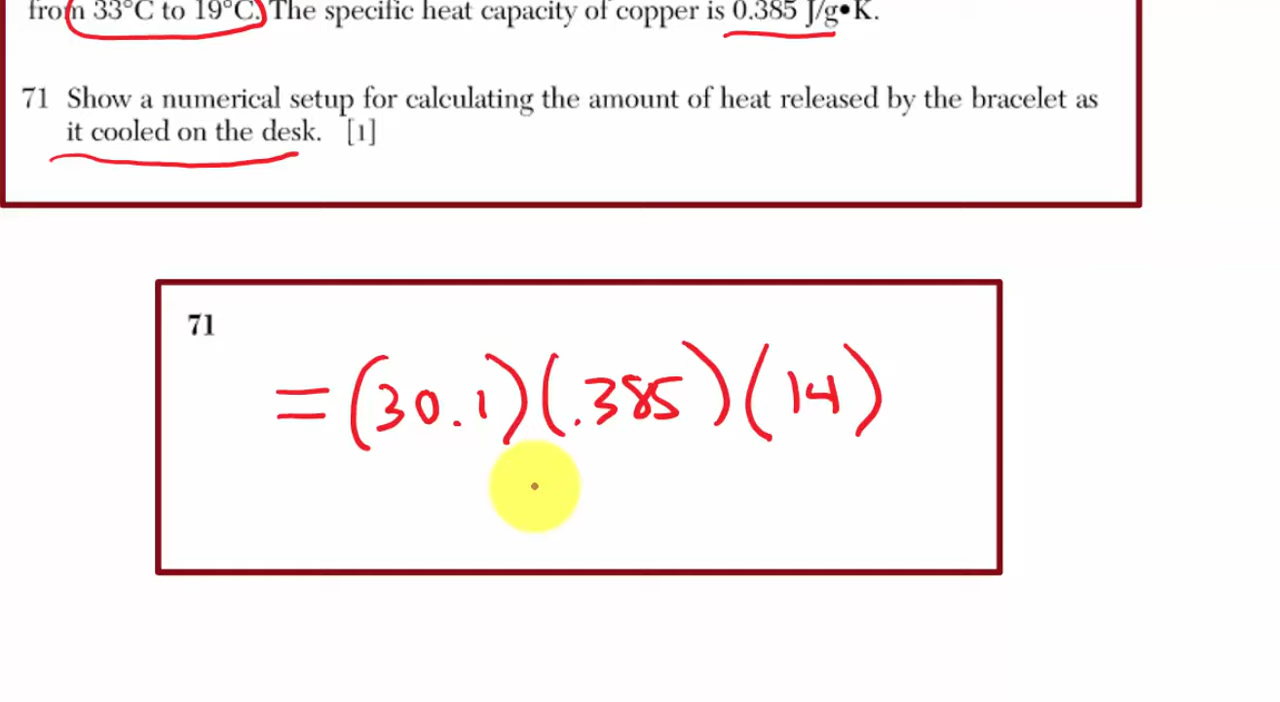 from 33°C to 19°C. The specific heat capacity of copper is 0.385 J/g•K.
71 Show a numerical setup for calculating the amount of heat released by the bracelet as
it cooled on the desk. [1]
71
= (30.1)(.385)(14)